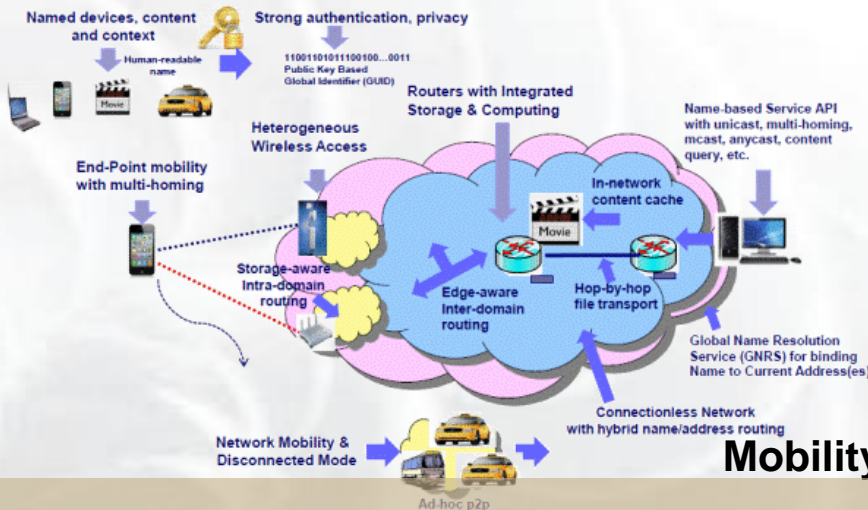 Named devices, content
and context
Strong authentication, privacy
Human-readable
name
11001101011100100...0011
Public Key Based
Global Identifier (GUID)
Movie
Routers with Integrated
Storage & Computing
Heterogeneous
Wireless Access
Name-based Service API
with unicast, multi-homing,
mcast, anycast, content
query, etc.
End-Point mobility
with multi-homing
In-network
content cache
Movie
Storage-aware
Intra-domain
routing
Edge-aware
Inter-domain
routing
Hop-by-hop
file transport
Global Name Resolution
Service (GNRS) for binding
Name to Current Address(es)
Connectionless Network
with hybrid name/address routing
Network Mobility &
Disconnected Mode
Mobility
Ad-hoc p2p